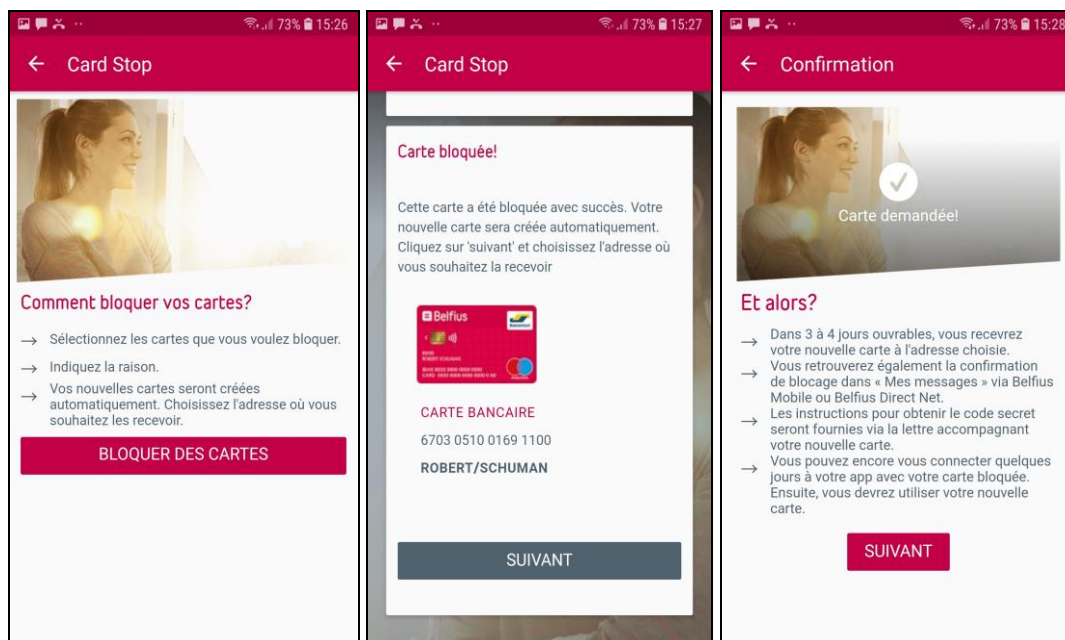 73% 15:26
Card Stop
Comment bloquer vos cartes?
→ Sélectionnez les cartes que vous voulez bloquer.
→ Indiquez la raison.
→ Vos nouvelles cartes seront créées
automatiquement. Choisissez l'adresse où vous
souhaitez les recevoir.
BLOQUER DES CARTES
73% 15:27
Card Stop
Carte bloquée!
Cette carte a été bloquée avec succès. Votre
nouvelle carte sera créée automatiquement.
Cliquez sur 'suivant' et choisissez l'adresse où
vous souhaitez la recevoir
Belfius
ROBERT SCHUMAN
CARTE BANCAIRE
6703 0510 0169 1100
ROBERT/SCHUMAN
SUIVANT
73% 15:28
Confirmation
Carte demandée!
Et alors?
→ Dans 3 à 4 jours ouvrables, vous recevrez
votre nouvelle carte à l'adresse choisie.
→ Vous retrouverez également la confirmation
de blocage dans « Mes messages » via Belfius
Mobile ou Belfius Direct Net.
→ Les instructions pour obtenir le code secret
seront fournies via la lettre accompagnant
votre nouvelle carte.
→ Vous pouvez encore vous connecter quelques
jours à votre app avec votre carte bloquée.
Ensuite, vous devrez utiliser votre nouvelle
carte.
SUIVANT